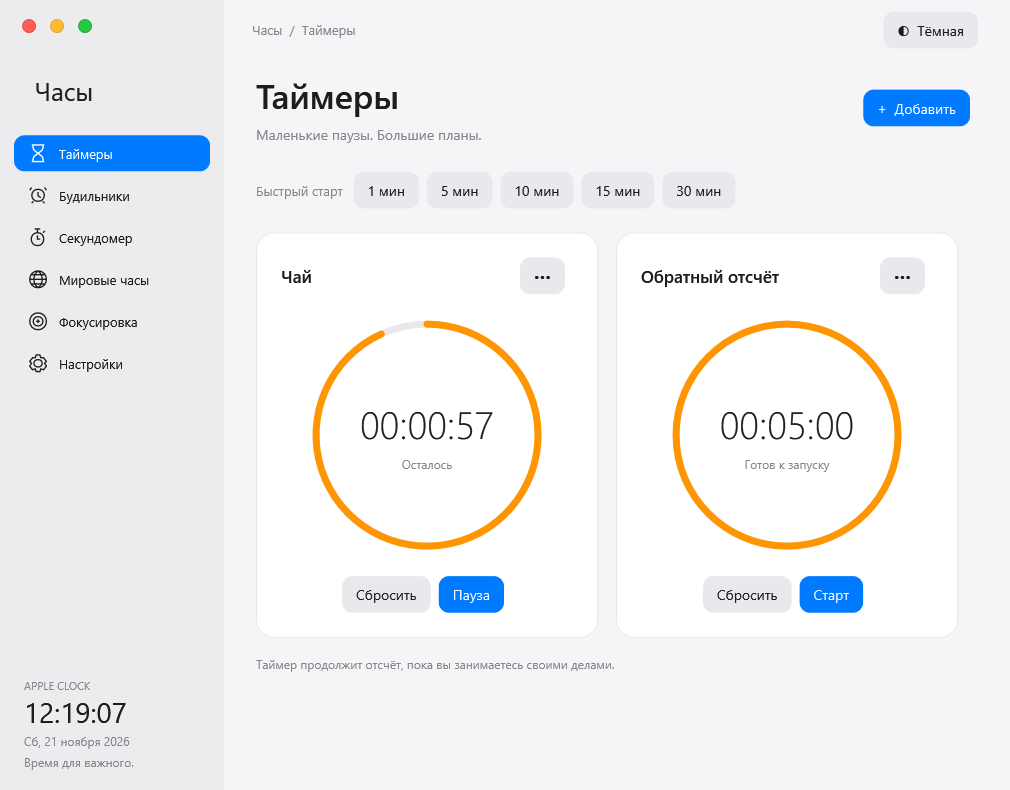 Часы
Таймеры
Будильники
Секундомер
Мировые часы
Фокусировка
Настройки
APPLE CLOCK
12:19:07
Сб, 21 ноября 2026
Время для важного.
Часы / Таймеры
Тёмная
Таймеры
Маленькие паузы. Большие планы.
+ Добавить
Быстрый старт 1 мин 5 мин 10 мин 15 мин 30 мин
Чай
00:00:57
Осталось
Сбросить Пауза
Обратный отсчёт
00:05:00
Готов к запуску
Сбросить Старт
Таймер продолжит отсчёт, пока вы занимаетесь своими делами.